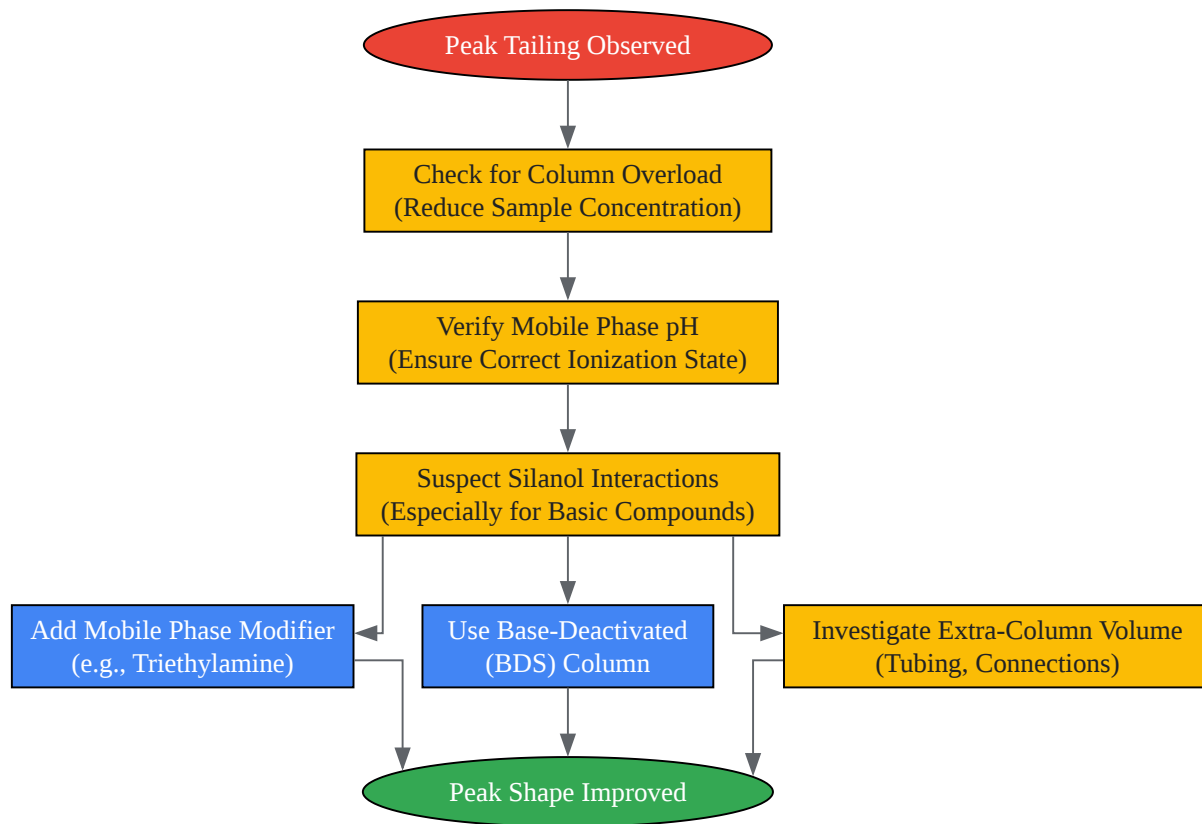 Peak Tailing Observed
Check for Column Overload
(Reduce Sample Concentration)
Verify Mobile Phase pH
(Ensure Correct Ionization State)
Suspect Silanol Interactions
(Especially for Basic Compounds)
Add Mobile Phase Modifier
(e.g., Triethylamine)
Use Base-Deactivated
(BDS) Column
Investigate Extra-Column Volume
(Tubing, Connections)
Peak Shape Improved